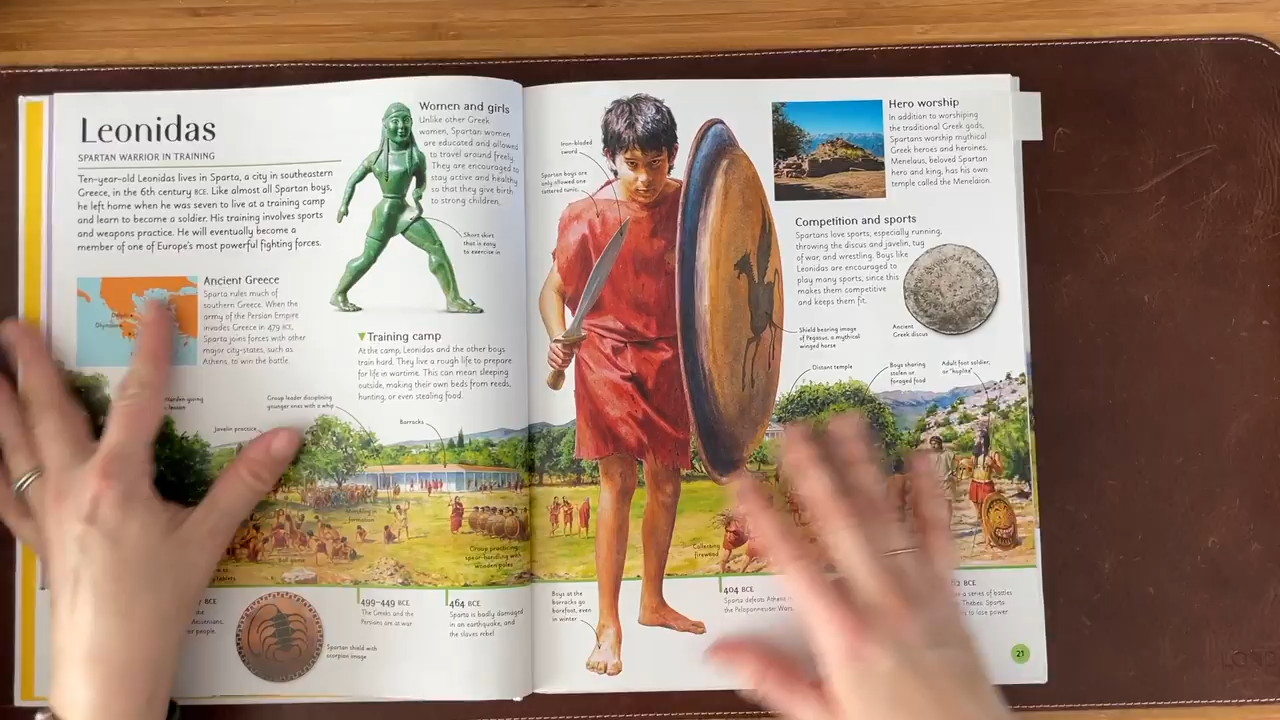 Leonidas
SPARTAN WARRIOR IN TRAINING
Ten-year-old Leonidas lives in Sparta, a city in southeastern
Greece, in the 6th century BCE. Like almost all Spartan boys,
he left home when he was seven to live at a training camp
and learn to become a soldier. His training involves sports
and weapons practice. He will eventually become a
member of one of Europe's most powerful fighting forces.
Ancient Greece
Sparta rules much of
southern Greece. When the
army of the Persian Empire
invades Greece in 479 BCE,
Sparta joins forces with other
major city-states, such as
Athens, to win the battle.
Women and girls
Unlike other Greek
women, Spartan women
are educated and allowed
to travel around freely.
They are encouraged to
stay active and healthy
so that they give birth
to strong children.
Short skirt
that is easy
to exercise in
Training camp
At the camp, Leonidas and the other boys
train hard. They live a rough life to prepare
for life in wartime. This can mean sleeping
outside, making their own beds from reeds,
hunting, or even stealing food.
lesson
Javelin practice
Group leader disciplining
younger ones with a whip
Barracks
formation
Ball game
Group practicing
spear-handling with
wooden poles
BCE
the
people.
Spartan shield with
scorpion image
499–449 BCE
The Greeks and the
Persians are at war
464 BCE
Sparta is badly damaged
in an earthquake, and
the slaves rebel
Iron-bladed
sword
Spartan boys are
only allowed one
tattered tunic.
Shield bearing image
of Pegasus, a mythical
winged horse
Boys at the
barracks go
barefoot, even
in winter
Hero worship
In addition to worshiping
the traditional Greek gods,
Spartans worship mythical
Greek heroes and heroines.
Menelaus, beloved Spartan
hero and king, has his own
temple called the Menelaion.
Competition and sports
Spartans love sports, especially running,
throwing the discus and javelin, tug
of war, and wrestling. Boys like
Leonidas are encouraged to
play many sports, since this
makes them competitive
and keeps them fit.
Ancient
Greek discus
Distant temple
Boys sharing
stolen or
foraged food
Adult foot soldier,
or "hoplite"
Collecting
firewood
404 BCE
Sparta defeats Athens
the Peloponnesian War
BCE
a series of battles
Thebes, Sparta
to lose power
21